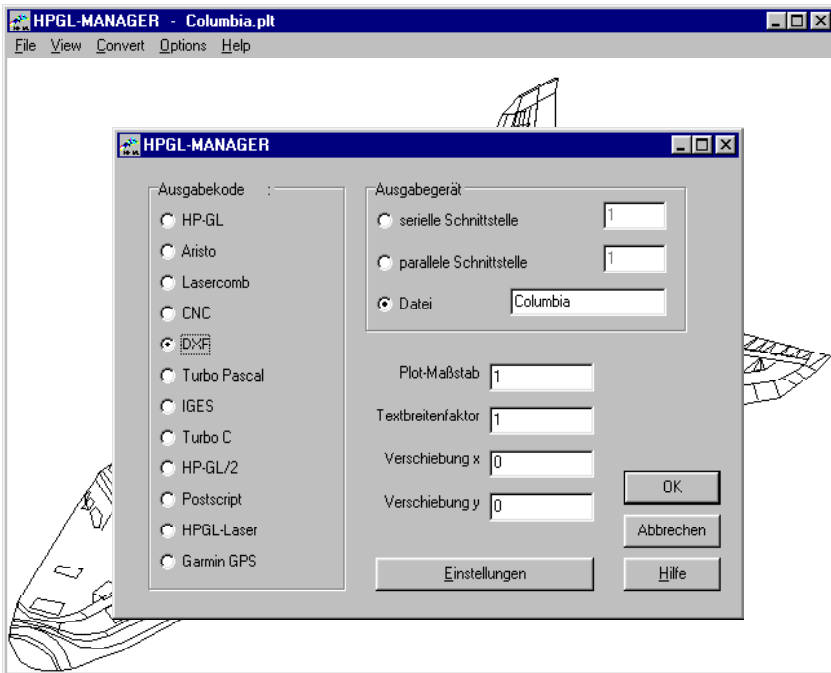 HPGL-MANAGER - Columbia.plt
File View Convert Options Help
HPGL-MANAGER
Ausgabekode :
HP-GL
Aristo
Lasercomb
CNC
DXF
Turbo Pascal
IGES
Turbo C
HP-GL/2
Postscript
HPGL-Laser
Garmin GPS
Ausgabegerät
serielle Schnittstelle 1
parallele Schnittstelle 1
Datei Columbia
Plot-Maßstab 1
Textbreitenfaktor 1
Verschiebung x 0
Verschiebung y 0
Einstellungen
OK
Abbrechen
Hilfe